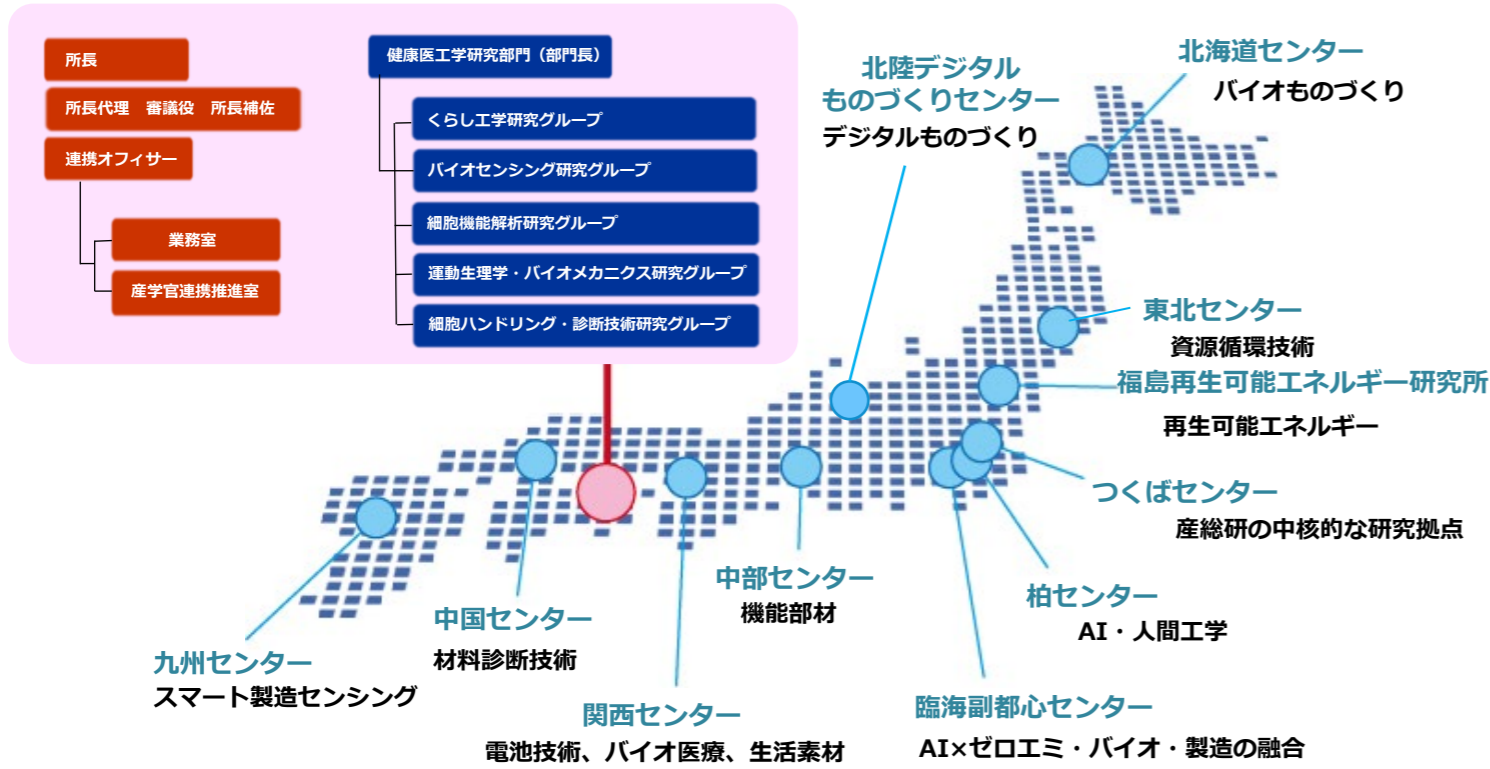 所長
所長代理　審議役　所長補佐
連携オフィサー
業務室
産学官連携推進室
健康医工学研究部門（部門長）
くらし工学研究グループ
バイオセンシング研究グループ
細胞機能解析研究グループ
運動生理学・バイオメカニクス研究グループ
細胞ハンドリング・診断技術研究グループ
北陸デジタル
ものづくりセンター
デジタルものづくり
北海道センター
バイオものづくり
東北センター
資源循環技術
福島再生可能エネルギー研究所
再生可能エネルギー
つくばセンター
産総研の中核的な研究拠点
柏センター
AI・人間工学
臨海副都心センター
AI×ゼロエミ・バイオ・製造の融合
中部センター
機能部材
関西センター
電池技術、バイオ医療、生活素材
中国センター
材料診断技術
九州センター
スマート製造センシング